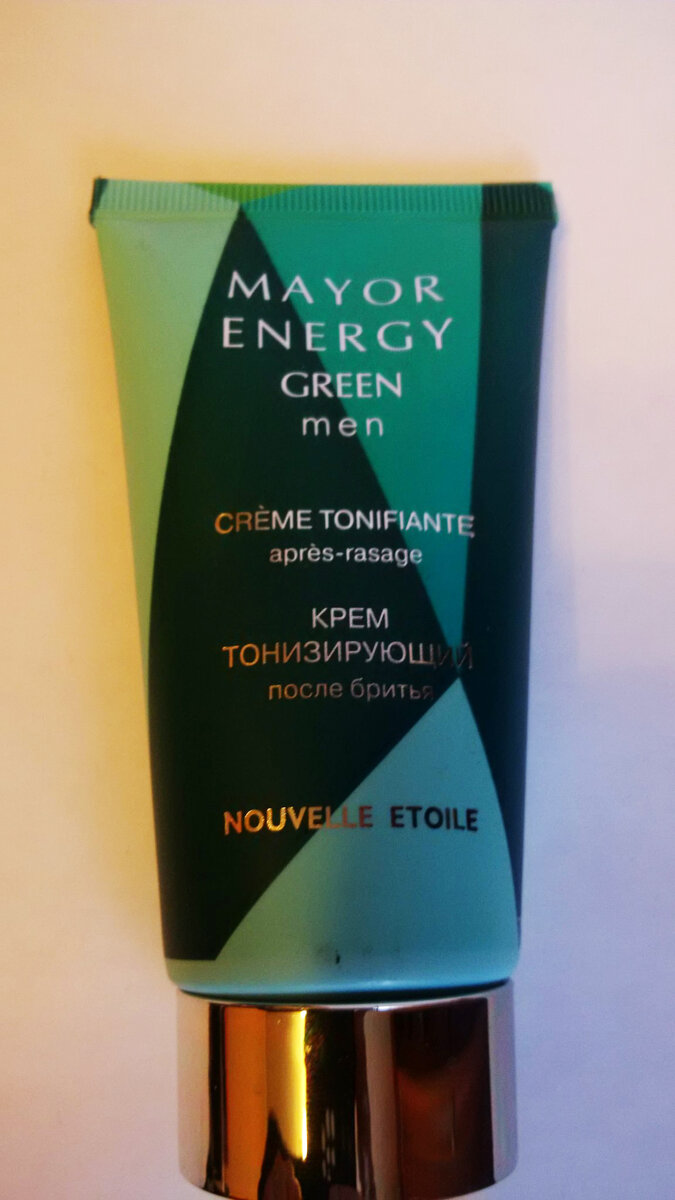 MAYOR
ENERGY
GREEN
men
CRÈME TONIFIANTE
après-rasage
КРЕМ
ТОНИЗИРУЮЩИЙ
после бритья
NOUVELLE ETOILE